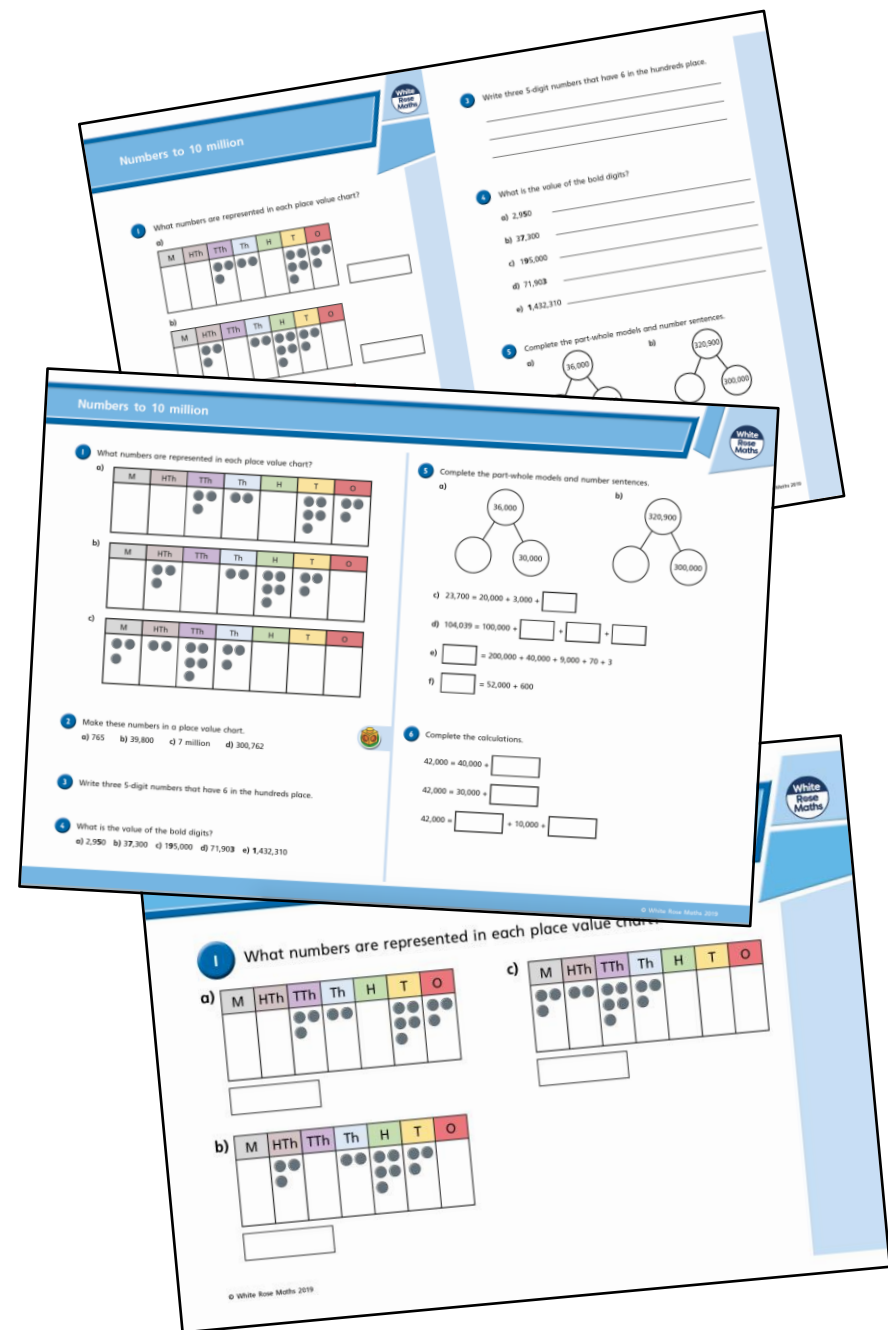 Numbers to 10 million
White
Rose
Maths
1 What numbers are represented in each place value chart?
a)
M HTh TTh Th H T O
b)
M HTh TTh Th H T O
3 Write three 5-digit numbers that have 6 in the hundreds place.
4 What is the value of the bold digits?
a) 2,950
b) 37,300
c) 195,000
d) 71,903
e) 1,432,310
5 Complete the part-whole models and number sentences.
a) b)
36,000 320,900
300,000
Maths 2019
Numbers to 10 million
White
Rose
Maths
1 What numbers are represented in each place value chart?
a)
M HTh TTh Th H T O
b)
M HTh TTh Th H T O
c)
M HTh TTh Th H T O
2 Make these numbers in a place value chart.
a) 765 b) 39,800 c) 7 million d) 300,762
3 Write three 5-digit numbers that have 6 in the hundreds place.
4 What is the value of the bold digits?
a) 2,950 b) 37,300 c) 195,000 d) 71,903 e) 1,432,310
5 Complete the part-whole models and number sentences.
a) b)
36,000 320,900
30,000 300,000
c) 23,700 = 20,000 + 3,000 +
d) 104,039 = 100,000 + + +
e) = 200,000 + 40,000 + 9,000 + 70 + 3
f) = 52,000 + 600
6 Complete the calculations.
42,000 = 40,000 +
42,000 = 30,000 +
42,000 = + 10,000 +
© White Rose Maths 2019
White
Rose
Maths
1 What numbers are represented in each place value chart?
a)
M HTh TTh Th H T O
c)
M HTh TTh Th H T O
b)
M HTh TTh Th H T O
© White Rose Maths 2019